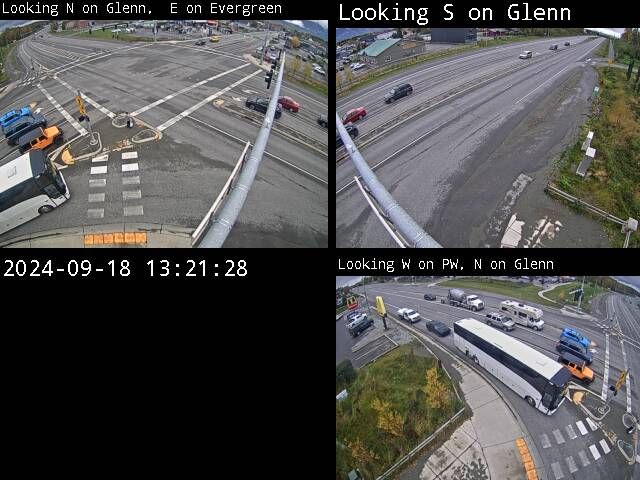 Looking N on Glenn,  E on Evergreen
Looking S on Glenn
2024-09-18 13:21:28
Looking W on PW, N on Glenn